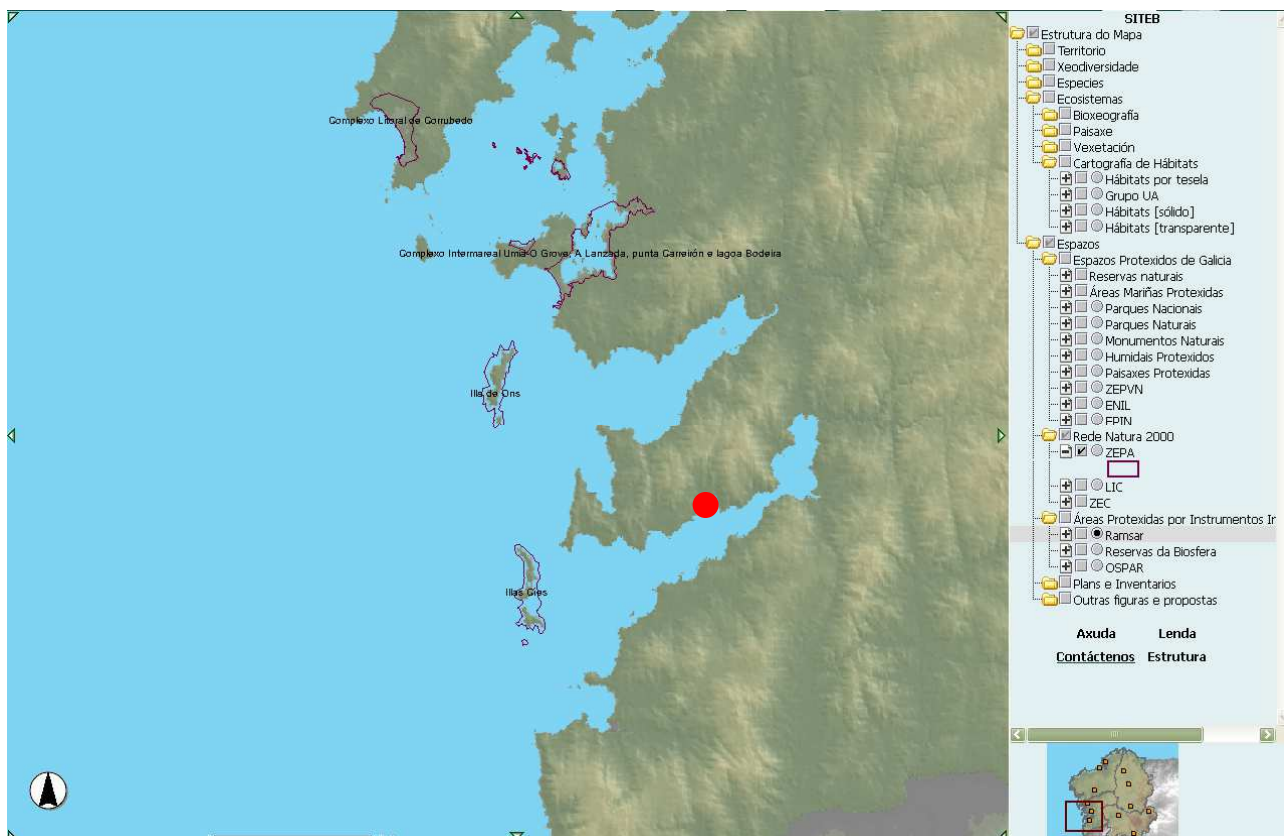 Complexo Litoral de Corrubedo
Complexo Intermareal Umia-O Grove, A Lanzada, punta Carreirón e lagoa Bodeira
Illa de Ons
Illas Cíes
SITEB
Estrutura do Mapa
Territorio
Xeodiversidade
Especies
Ecosistemas
Bioxeografía
Paisaxe
Vexetación
Cartografía de Hábitats
Hábitats por tesela
Grupo UA
Hábitats [sólido]
Hábitats [transparente]
Espazos
Espazos Protexidos de Galicia
Reservas naturais
Áreas Mariñas Protexidas
Parques Nacionais
Parques Naturais
Monumentos Naturais
Humidais Protexidos
Paisaxes Protexidas
ZEPVN
ENIL
EPIN
Rede Natura 2000
ZEPA
LIC
ZEC
Áreas Protexidas por Instrumentos Ir
Ramsar
Reservas da Biosfera
OSPAR
Plans e Inventarios
Outras figuras e propostas
Axuda Lenda
Contáctenos Estrutura